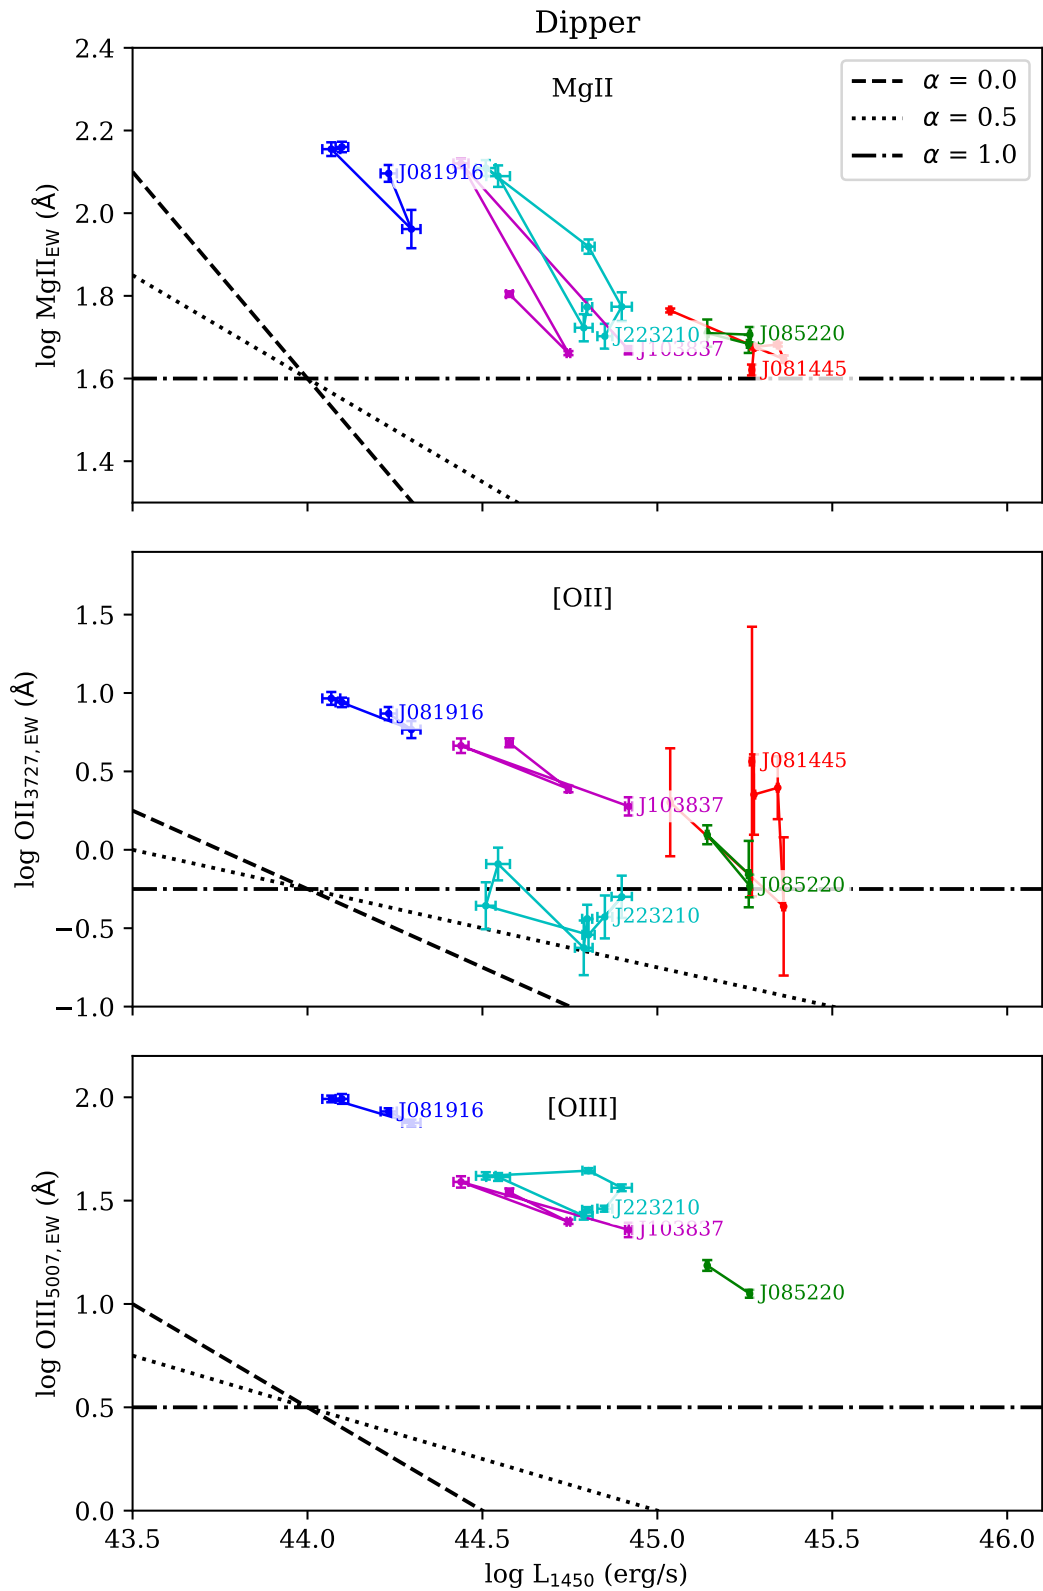 Dipper
2.4
MgII
α = 0.0
α = 0.5
α = 1.0
2.2
J081916
2.0
log MgII_EW (Å)
1.8
J223210
J085220
J103837
1.6
J081445
1.4
[OII]
1.5
1.0
J081916
log OII_3727, EW (Å)
J081445
0.5
J103837
0.0
J085220
−0.5
J223210
−1.0
2.0
J081916
[OIII]
log OIII_5007, EW (Å)
1.5
J223210
J103837
1.0
J085220
0.5
0.0
43.5 44.0 44.5 45.0 45.5 46.0
log L_1450 (erg/s)